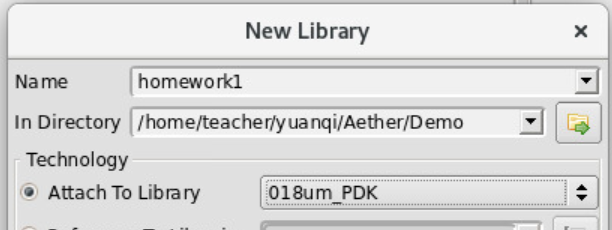 New Library
Name homework1
In Directory /home/teacher/yuanqi/Aether/Demo
Technology
Attach To Library 018um_PDK